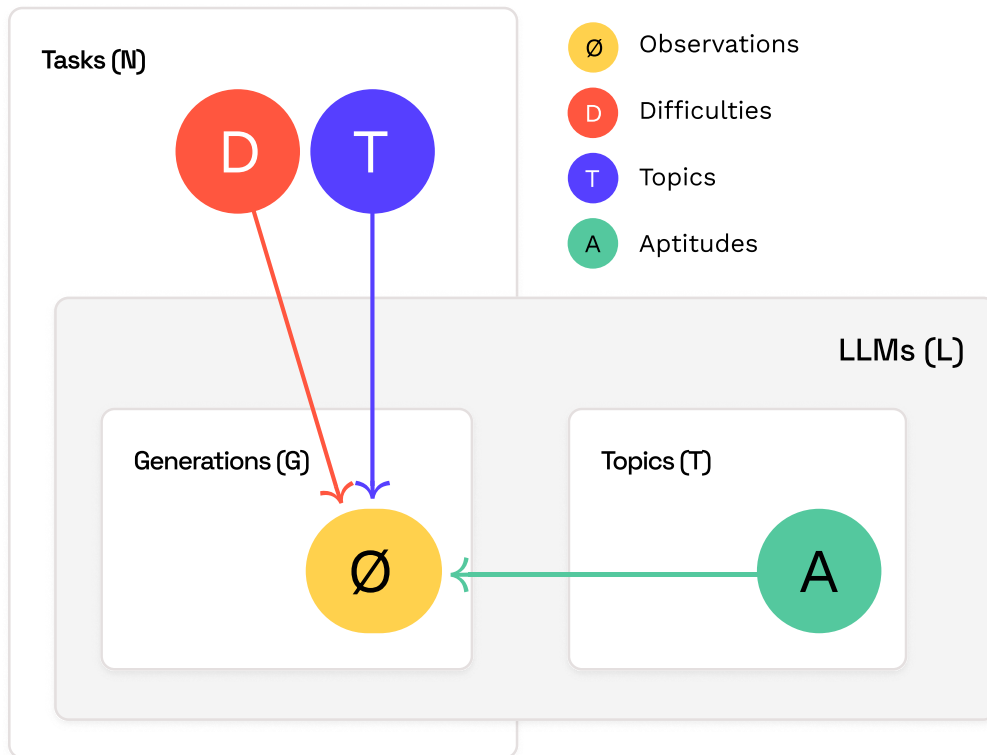 Tasks (N)
D
T
Ø Observations
D Difficulties
T Topics
A Aptitudes
LLMs (L)
Generations (G)
Topics (T)
Ø
A